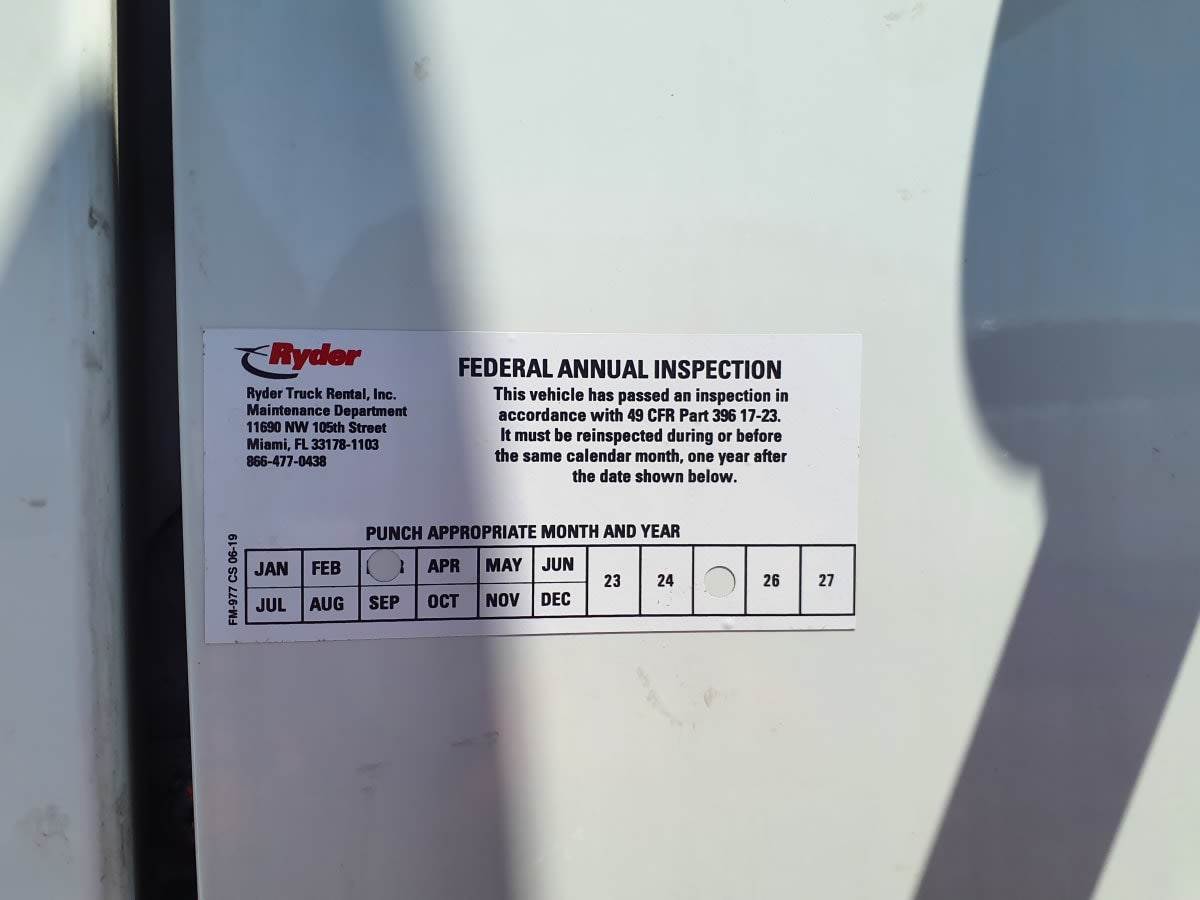 Ryder
Ryder Truck Rental, Inc.
Maintenance Department
11690 NW 105th Street
Miami, FL 33178-1103
866-477-0438
FEDERAL ANNUAL INSPECTION
This vehicle has passed an inspection in
accordance with 49 CFR Part 396 17-23.
It must be reinspected during or before
the same calendar month, one year after
the date shown below.
PUNCH APPROPRIATE MONTH AND YEAR
JAN FEB APR MAY JUN 23 24 26 27
JUL AUG SEP OCT NOV DEC
FM-977 CS 06-19